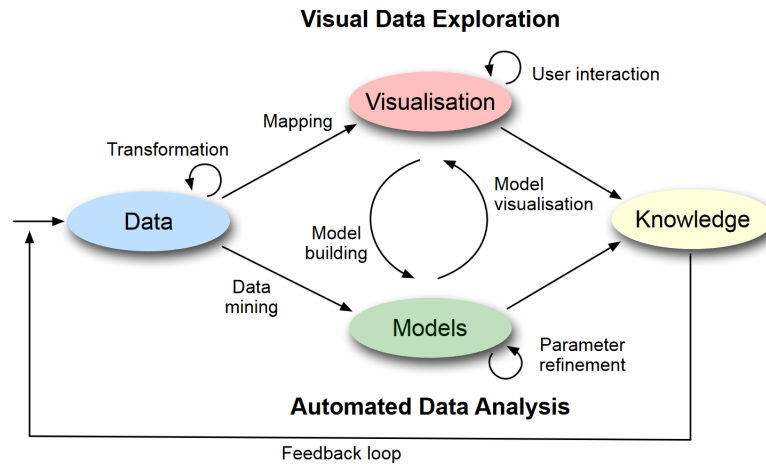 Visual Data Exploration
User interaction
Visualisation
Mapping
Transformation
Model
visualisation
Data
Knowledge
Model
building
Data
mining
Models
Parameter
refinement
Automated Data Analysis
Feedback loop